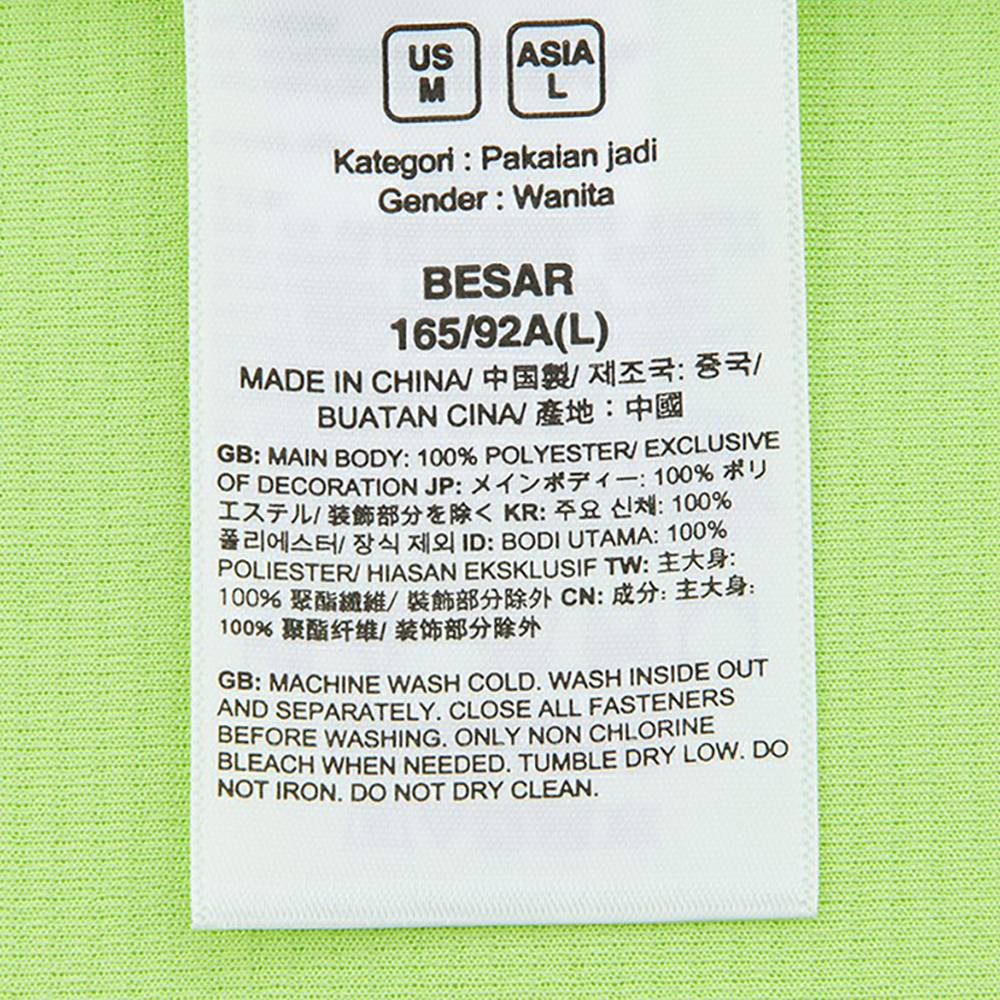 US ASIA
M L
Kategori : Pakaian jadi
Gender : Wanita
BESAR
165/92A(L)
MADE IN CHINA/ 中国製/ 제조국: 중국/
BUATAN CINA/ 產地：中國
GB: MAIN BODY: 100% POLYESTER/ EXCLUSIVE
OF DECORATION JP: メインボディー: 100% ポリ
エステル/ 装飾部分を除く KR: 주요 신체: 100%
폴리에스터/ 장식 제외 ID: BODI UTAMA: 100%
POLIESTER/ HIASAN EKSKLUSIF TW: 主大身:
100% 聚酯纖維/ 裝飾部分除外 CN: 成分: 主大身:
100% 聚酯纤维/ 装饰部分除外
GB: MACHINE WASH COLD. WASH INSIDE OUT
AND SEPARATELY. CLOSE ALL FASTENERS
BEFORE WASHING. ONLY NON CHLORINE
BLEACH WHEN NEEDED. TUMBLE DRY LOW. DO
NOT IRON. DO NOT DRY CLEAN.